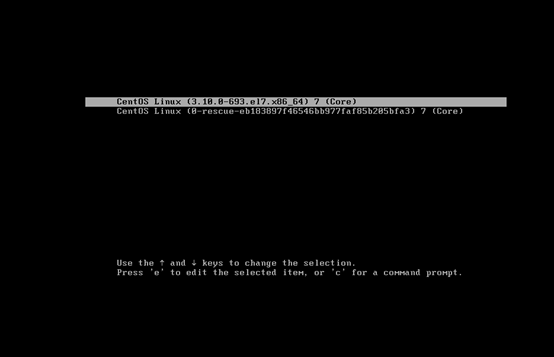 CentOS Linux (3.10.0-693.el7.x86_64) 7 (Core)
CentOS Linux (0-rescue-eb183897f46546bb977faf85b205bfa3) 7 (Core)
Use the ↑ and ↓ keys to change the selection.
Press 'e' to edit the selected item, or 'c' for a command prompt.